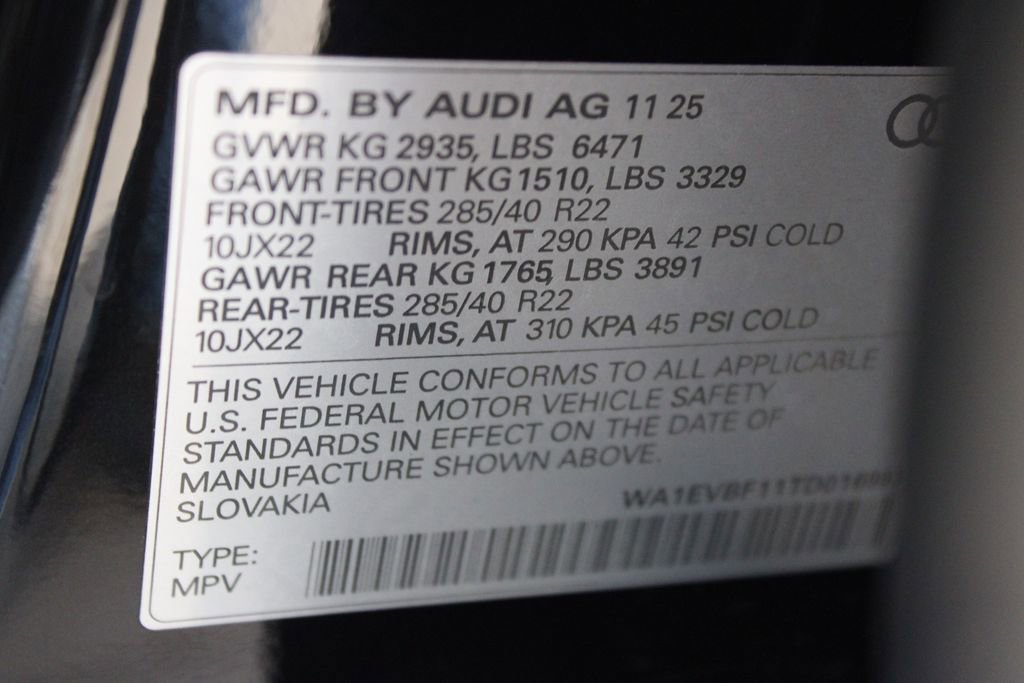 MFD. BY AUDI AG 11 25
GVWR KG 2935, LBS 6471
GAWR FRONT KG1510, LBS 3329
FRONT-TIRES 285/40 R22
10JX22 RIMS, AT 290 KPA 42 PSI COLD
GAWR REAR KG 1765, LBS 3891
REAR-TIRES 285/40 R22
10JX22 RIMS, AT 310 KPA 45 PSI COLD
THIS VEHICLE CONFORMS TO ALL APPLICABLE
U.S. FEDERAL MOTOR VEHICLE SAFETY
STANDARDS IN EFFECT ON THE DATE OF
MANUFACTURE SHOWN ABOVE.
SLOVAKIA
TYPE:
MPV